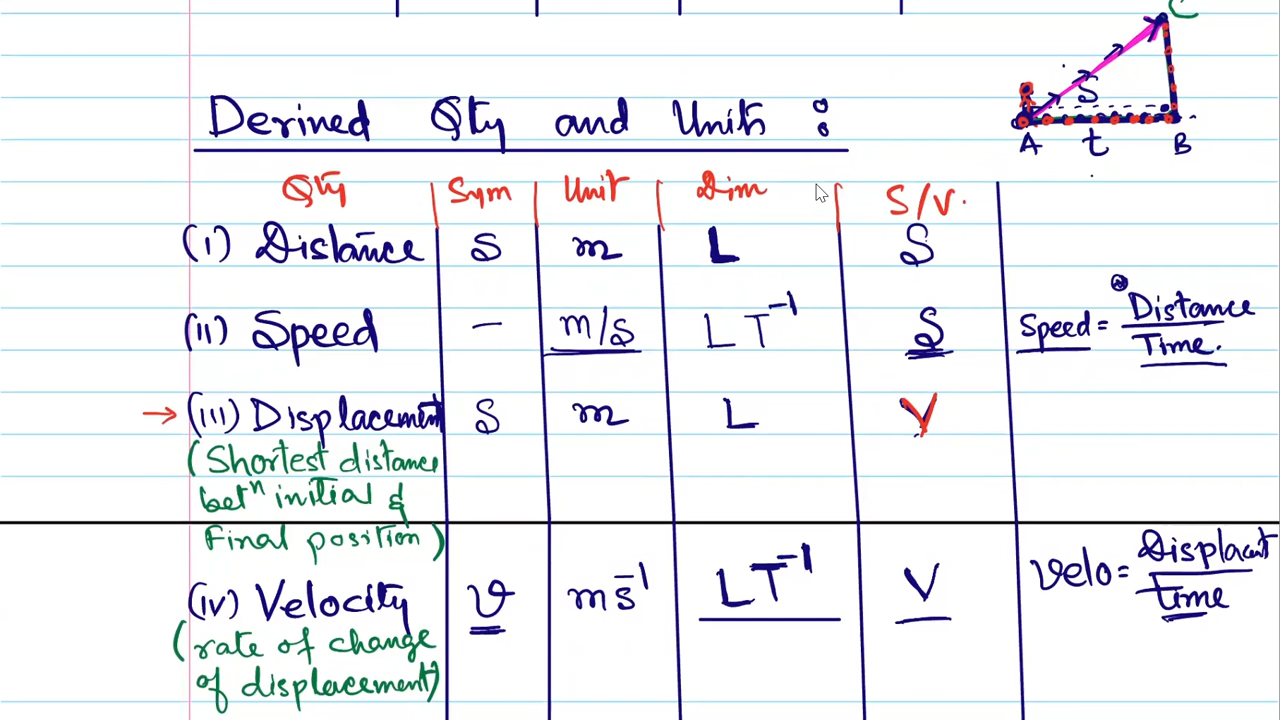 C
S
A t B
Derived Qty and Units :
Qty Sym Unit Dim S/V.
(i) Distance S m L S
(ii) Speed — m/s LT⁻¹ S Speed = Distance / Time.
→ (iii) Displacement S m L V
(Shortest distance
betⁿ initial &
Final position)
(iv) Velocity v ms⁻¹ LT⁻¹ V Velo = Displacmt / Time
(rate of change
of displacement)